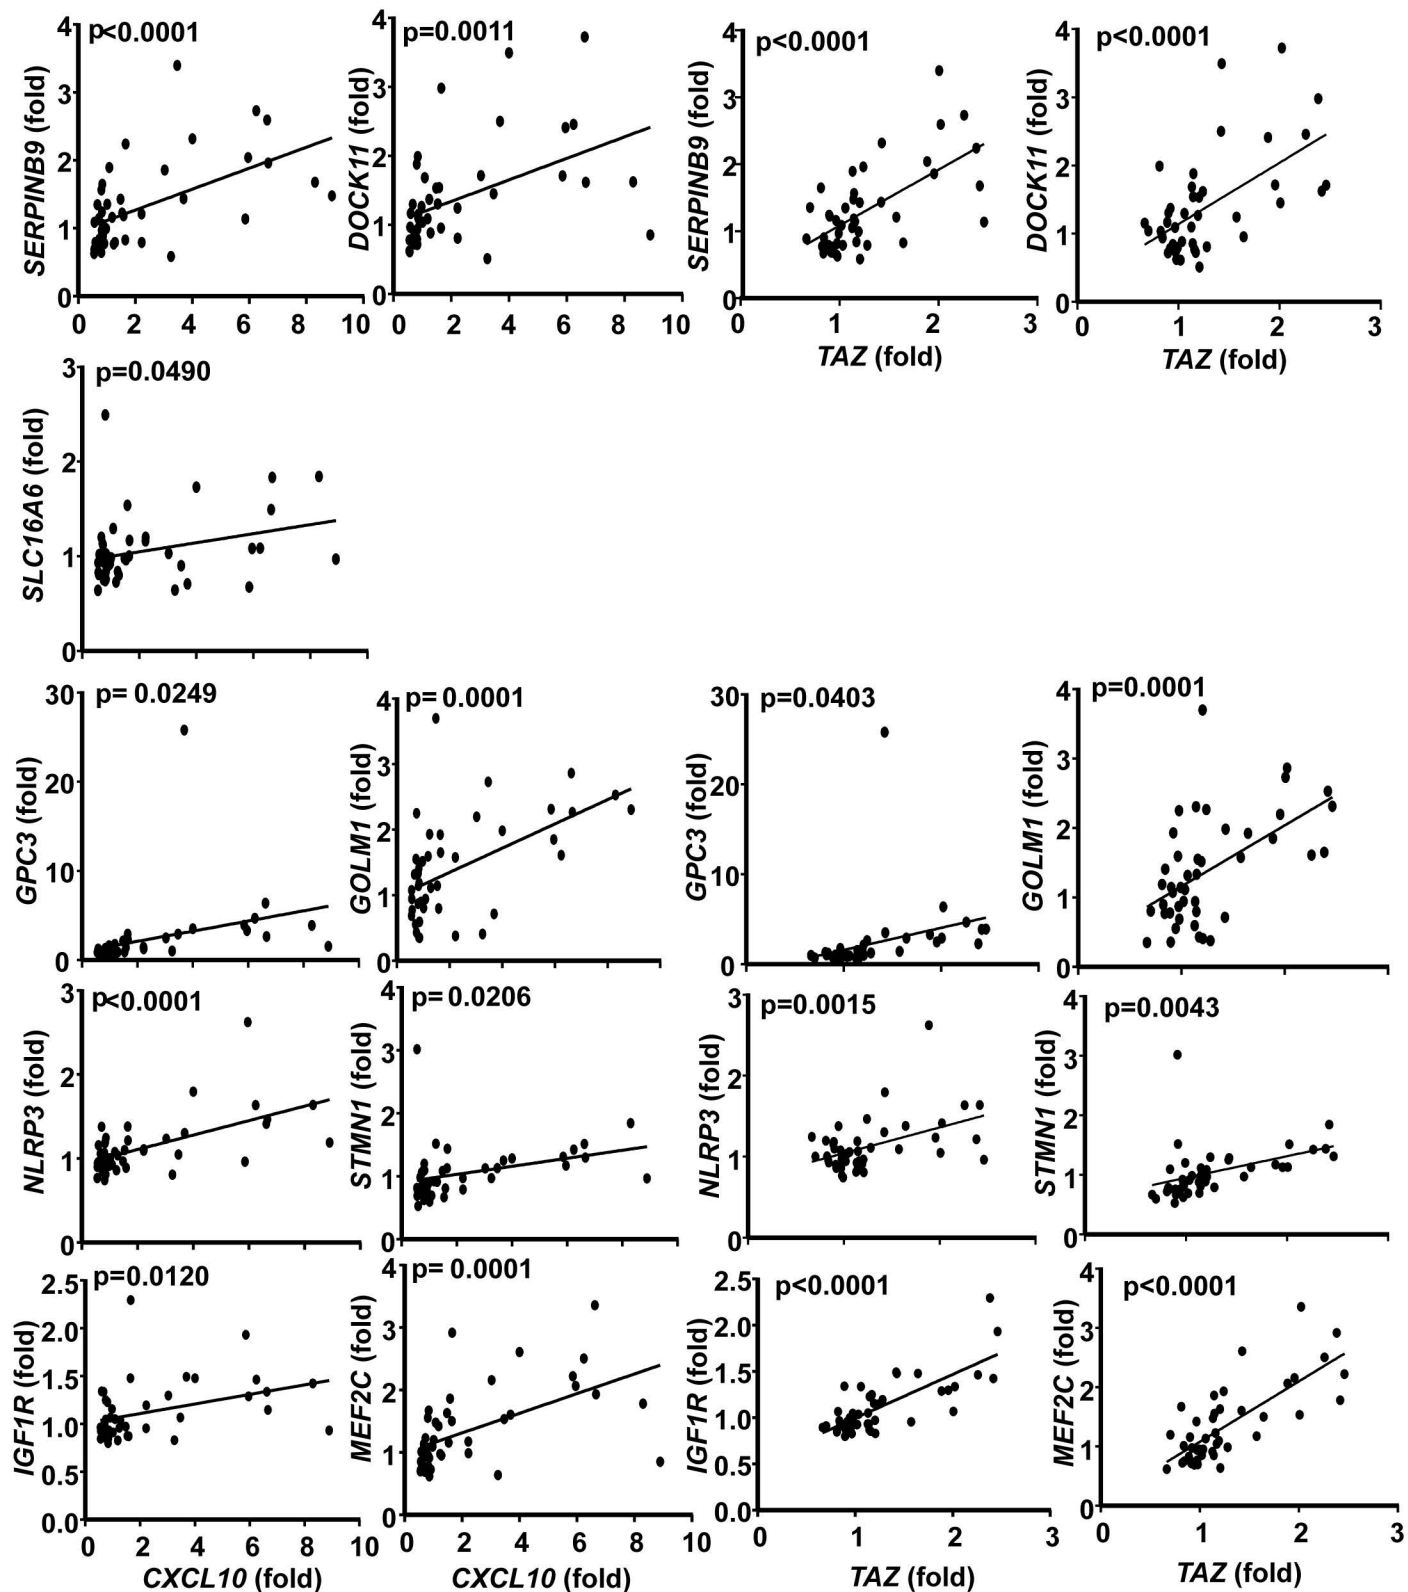 p<0.0001
SERPINB9 (fold)
4
3
2
1
0
0 2 4 6 8 10
p=0.0011
DOCK11 (fold)
4
3
2
1
0
0 2 4 6 8 10
p<0.0001
SERPINB9 (fold)
4
3
2
1
0
0 1 2 3
TAZ (fold)
p<0.0001
DOCK11 (fold)
4
3
2
1
0
0 1 2 3
TAZ (fold)
p=0.0490
SLC16A6 (fold)
3
2
1
0
p= 0.0249
GPC3 (fold)
30
20
10
0
p= 0.0001
GOLM1 (fold)
4
3
2
1
0
p=0.0403
GPC3 (fold)
30
20
10
0
p=0.0001
GOLM1 (fold)
4
3
2
1
0
p<0.0001
NLRP3 (fold)
3
2
1
0
p= 0.0206
STMN1 (fold)
4
3
2
1
0
p=0.0015
NLRP3 (fold)
3
2
1
0
p=0.0043
STMN1 (fold)
4
3
2
1
0
p=0.0120
IGF1R (fold)
2.5
2.0
1.5
1.0
0.5
0.0
0 2 4 6 8 10
CXCL10 (fold)
p= 0.0001
MEF2C (fold)
4
3
2
1
0
0 2 4 6 8 10
CXCL10 (fold)
p<0.0001
IGF1R (fold)
2.5
2.0
1.5
1.0
0.5
0.0
0 1 2 3
TAZ (fold)
p<0.0001
MEF2C (fold)
4
3
2
1
0
0 1 2 3
TAZ (fold)